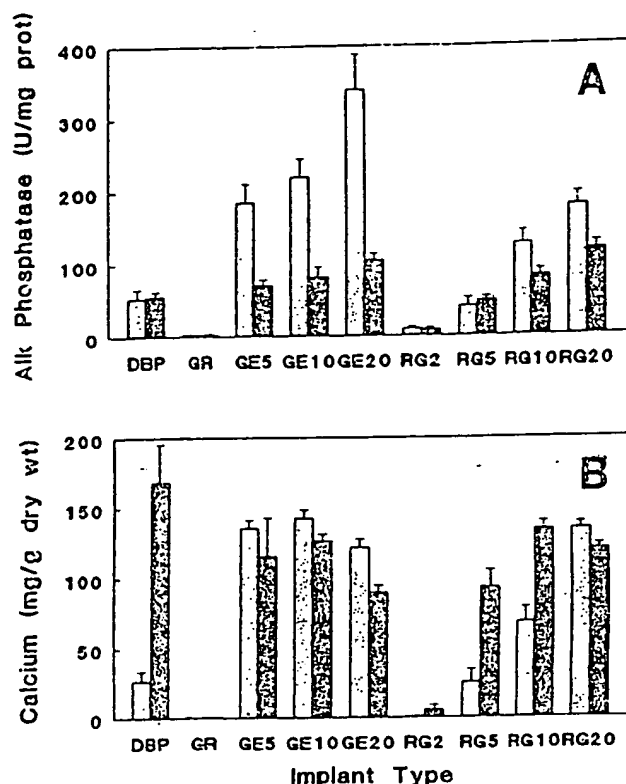 A
Alk Phosphatase (U/mg prot)
400
300
200
100
0
DBP GR GE5 GE10 GE20 RG2 RG5 RG10 RG20
B
Calcium (mg/g dry wt)
200
150
100
50
0
DBP GR GE5 GE10 GE20 RG2 RG5 RG10 RG20
Implant Type